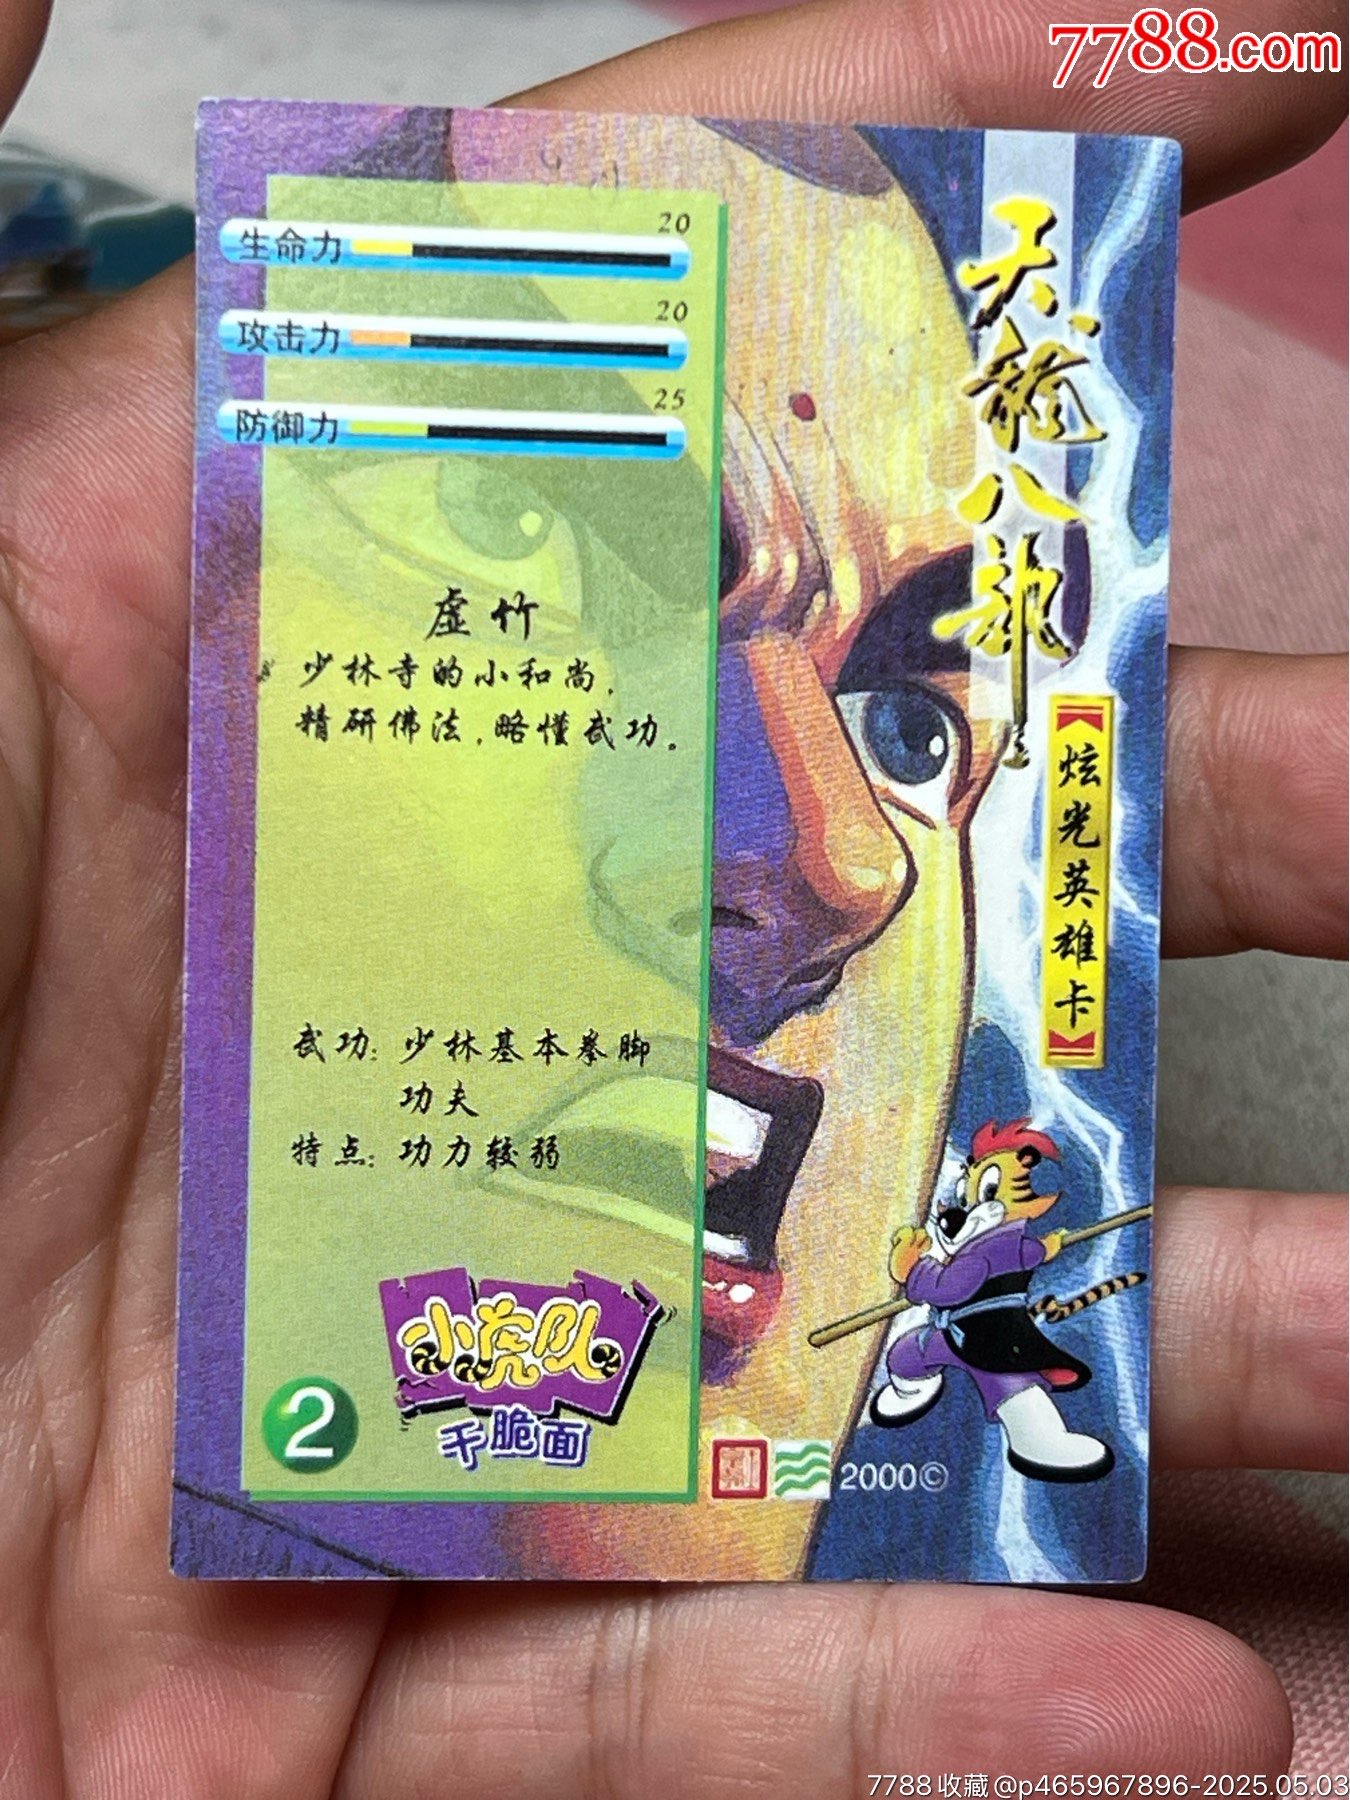 7788.com
天龍八部
炫光英雄卡
生命力 20
攻击力 20
防御力 25
虚竹
少林寺的小和尚，
精研佛法，略懂武功。
武功：少林基本拳脚
功夫
特点：功力较弱
小虎队
干脆面
2
2000©
7788收藏@p465967896-2025.05.03